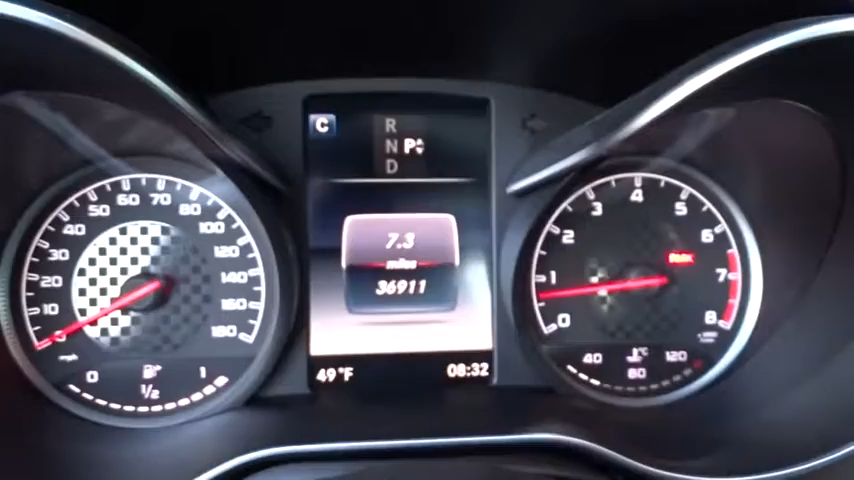 C
R
N P
D
7.3
miles
36911
49°F 08:32
10 20 30 40 50 60 70 80 100 120 140 160 180
mph
0 1/2 1
0 1 2 3 4 5 6 7 8
40 °C 120
80